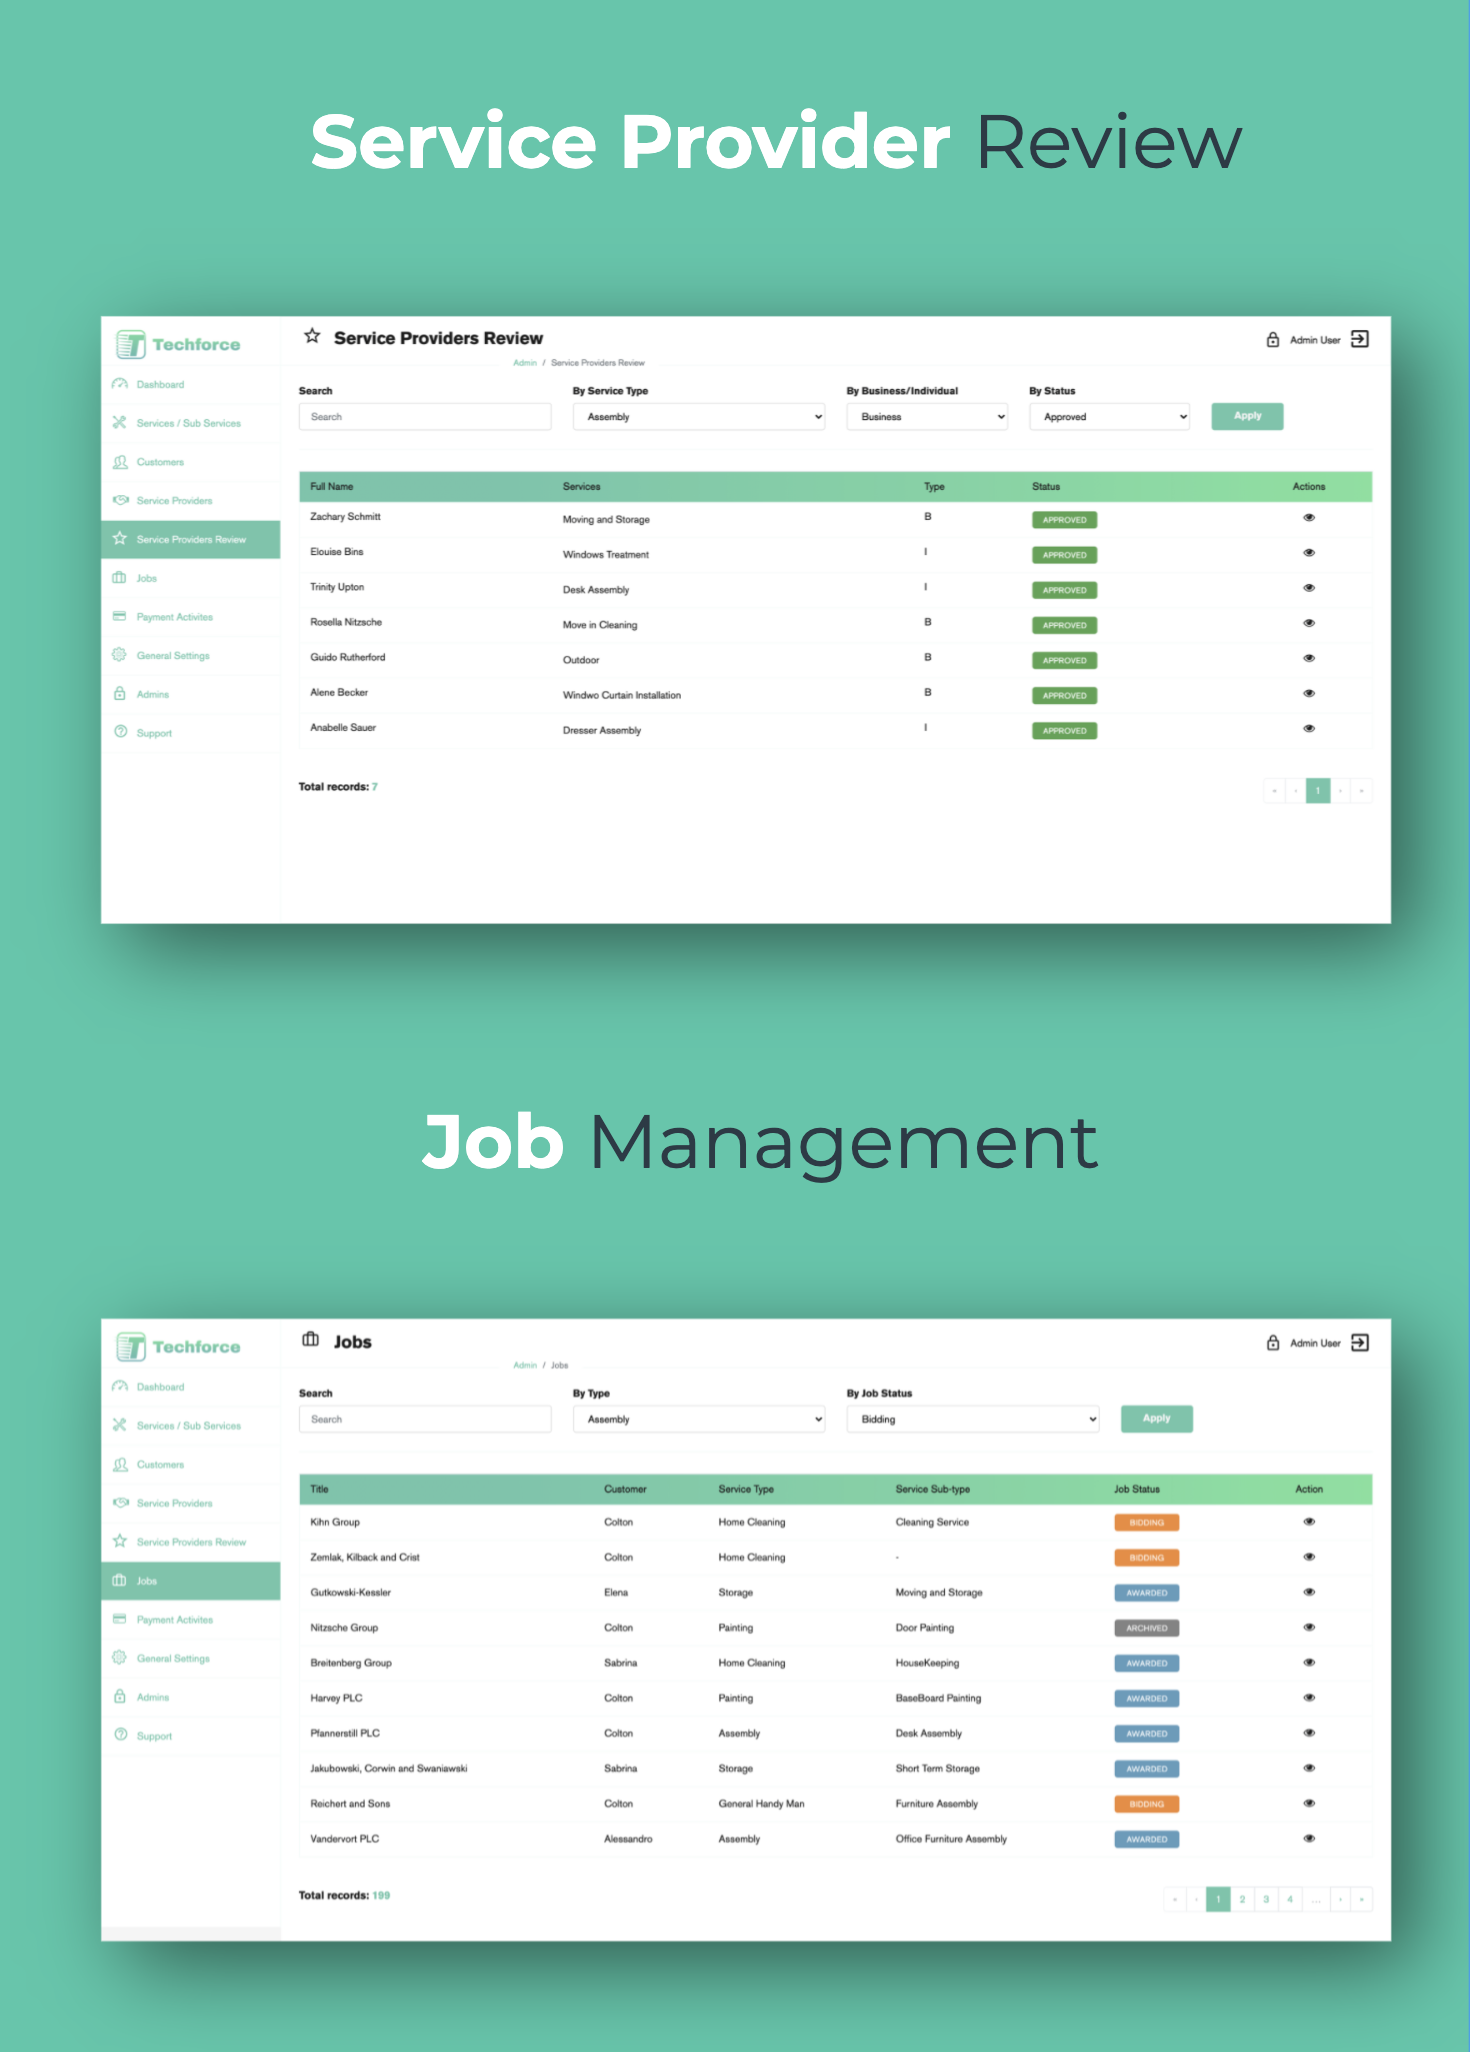 Service Provider Review
Techforce
Service Providers Review
Admin User
Admin / Service Providers Review
Dashboard
Services / Sub Services
Customers
Service Providers
Service Providers Review
Jobs
Payment Activites
General Settings
Admins
Support
Search By Service Type By Business/Individual By Status
Search Assembly Business Approved Apply
Full Name Services Type Status Actions
Zachary Schmitt Moving and Storage B APPROVED
Elouise Bins Windows Treatment I APPROVED
Trinity Upton Desk Assembly I APPROVED
Rosella Nitzsche Move in Cleaning B APPROVED
Guido Rutherford Outdoor B APPROVED
Alene Becker Windwo Curtain Installation B APPROVED
Anabelle Sauer Dresser Assembly I APPROVED
Total records: 7
« ‹ 1 › »
Job Management
Techforce
Jobs
Admin User
Admin / Jobs
Dashboard
Services / Sub Services
Customers
Service Providers
Service Providers Review
Jobs
Payment Activites
General Settings
Admins
Support
Search By Type By Job Status
Search Assembly Bidding Apply
Title Customer Service Type Service Sub-type Job Status Action
Kihn Group Colton Home Cleaning Cleaning Service BIDDING
Zemlak, Kilback and Crist Colton Home Cleaning - BIDDING
Gutkowski-Kessler Elena Storage Moving and Storage AWARDED
Nitzsche Group Colton Painting Door Painting ARCHIVED
Breitenberg Group Sabrina Home Cleaning HouseKeeping AWARDED
Harvey PLC Colton Painting BaseBoard Painting AWARDED
Pfannerstill PLC Colton Assembly Desk Assembly AWARDED
Jakubowski, Corwin and Swaniawski Sabrina Storage Short Term Storage AWARDED
Reichert and Sons Colton General Handy Man Furniture Assembly BIDDING
Vandervort PLC Alessandro Assembly Office Furniture Assembly AWARDED
Total records: 199
« ‹ 1 2 3 4 ... › »